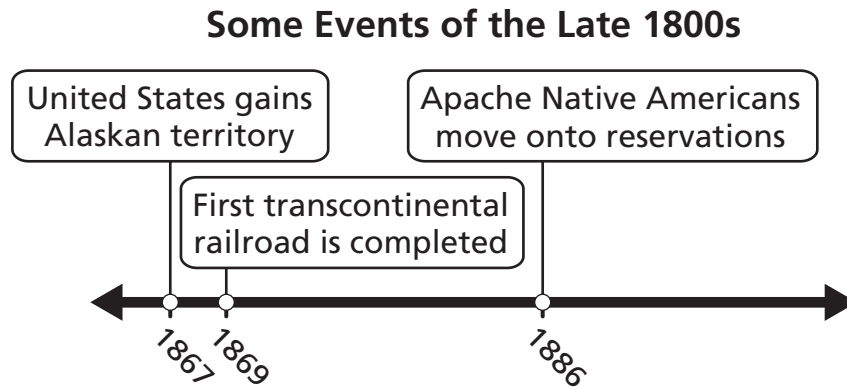 Some Events of the Late 1800s
United States gains
Alaskan territory
Apache Native Americans
move onto reservations
First transcontinental
railroad is completed
1867
1869
1886